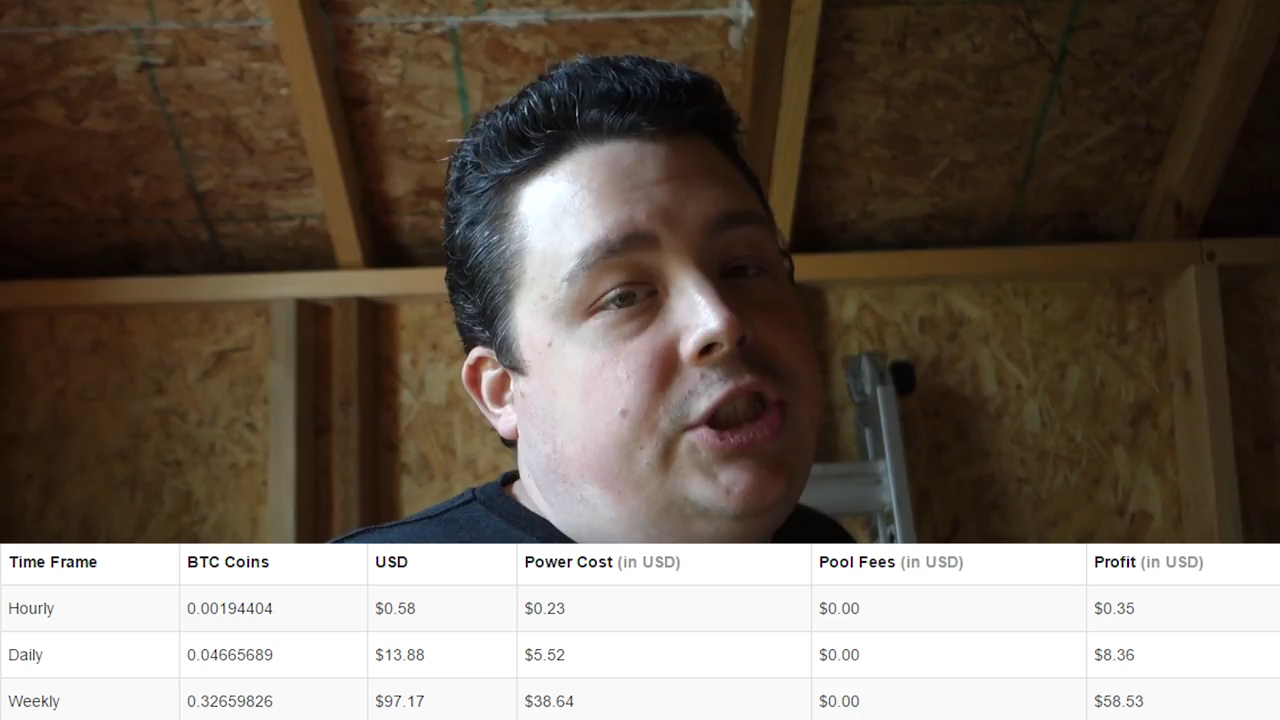 Time Frame BTC Coins USD Power Cost (in USD) Pool Fees (in USD) Profit (in USD)
Hourly 0.00194404 $0.58 $0.23 $0.00 $0.35
Daily 0.04665689 $13.88 $5.52 $0.00 $8.36
Weekly 0.32659826 $97.17 $38.64 $0.00 $58.53